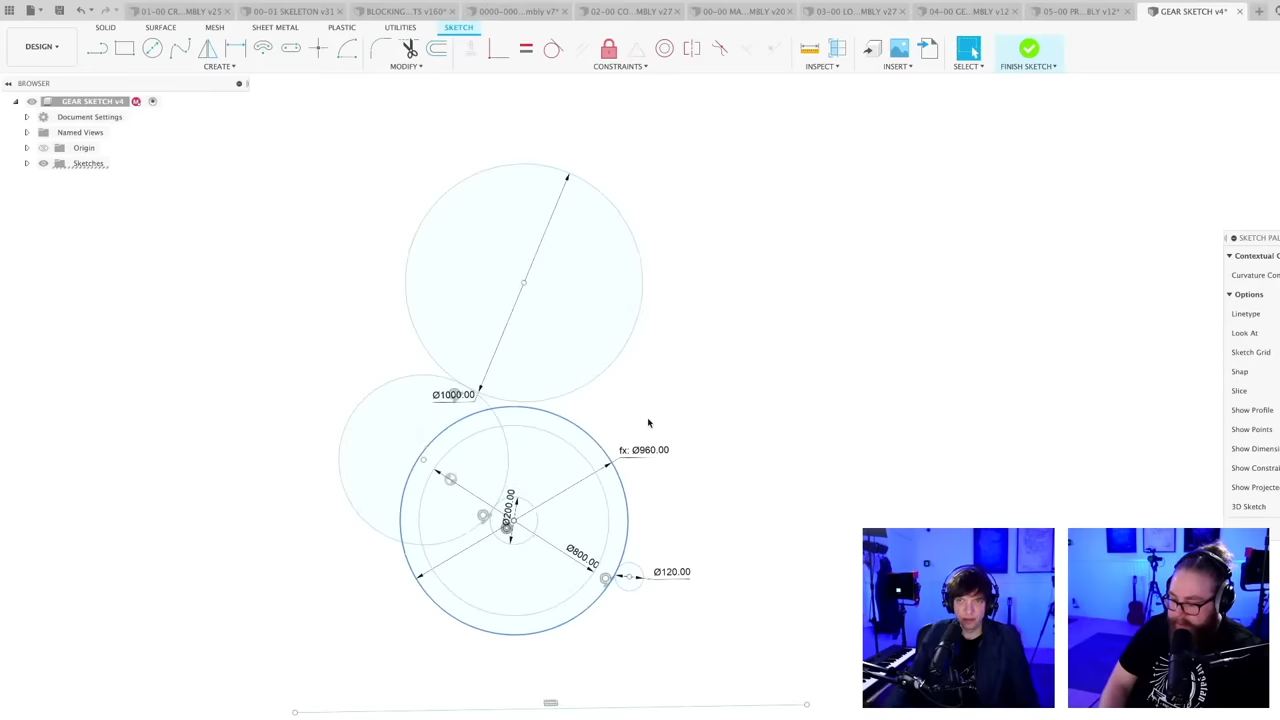 01-00 CR...MBLY v25
00-01 SKELETON v31
BLOCKING...TS v160*
0000-000...mbly v7*
02-00 CO...MBLY v27
00-00 MA...MBLY v20
03-00 LO...MBLY v27
04-00 GE...MBLY v12
05-00 PR...BLY v12*
GEAR SKETCH v4*
SOLID
SURFACE
MESH
SHEET METAL
PLASTIC
UTILITIES
SKETCH
DESIGN
CREATE
MODIFY
CONSTRAINTS
INSPECT
INSERT
SELECT
FINISH SKETCH
BROWSER
GEAR SKETCH v4
Document Settings
Named Views
Origin
Sketches
Ø1000.00
fx: Ø960.00
Ø200.00
Ø800.00
Ø120.00
SKETCH PAL
Contextual C
Curvature Com
Options
Linetype
Look At
Sketch Grid
Snap
Slice
Show Profile
Show Points
Show Dimens
Show Constrai
Show Projecte
3D Sketch